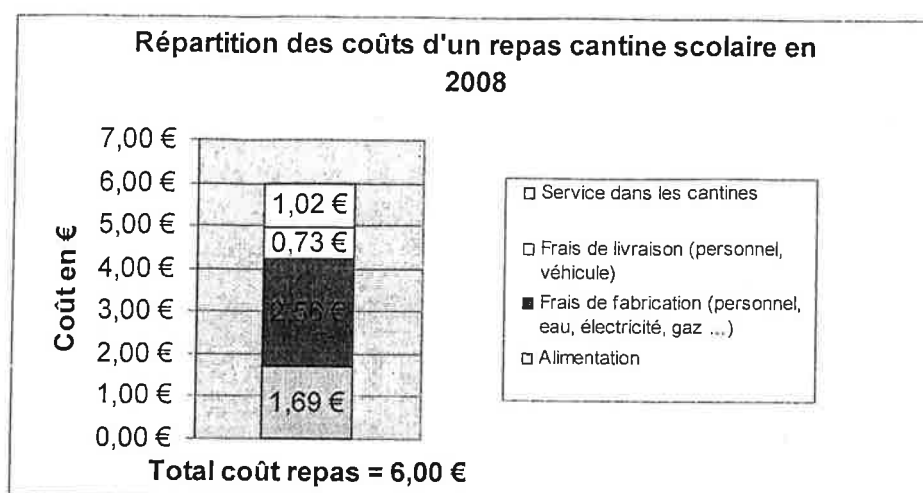 Répartition des coûts d'un repas cantine scolaire en
2008
7,00 €
6,00 €
5,00 €
4,00 €
3,00 €
2,00 €
1,00 €
0,00 €
Coût en €
1,02 €
0,73 €
2,56 €
1,69 €
Total coût repas = 6,00 €
Service dans les cantines
Frais de livraison (personnel,
véhicule)
Frais de fabrication (personnel,
eau, électricité, gaz ...)
Alimentation